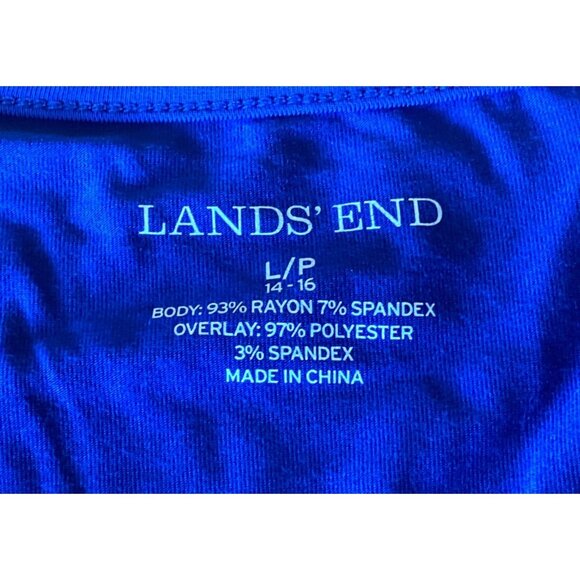 LANDS' END
L/P
14 - 16
BODY: 93% RAYON 7% SPANDEX
OVERLAY: 97% POLYESTER
3% SPANDEX
MADE IN CHINA